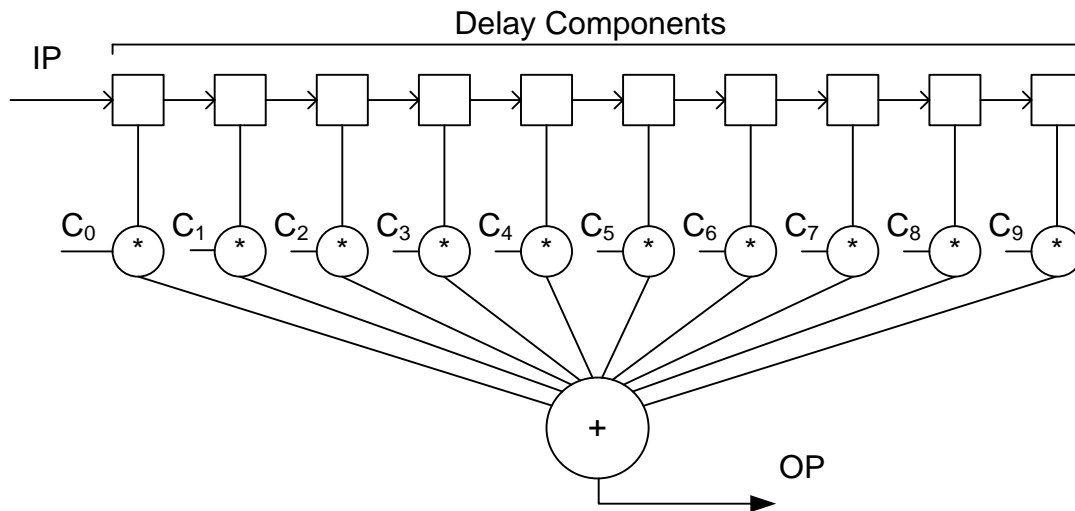 Delay Components
IP
C₀ * C₁ * C₂ * C₃ * C₄ * C₅ * C₆ * C₇ * C₈ * C₉ *
+
OP